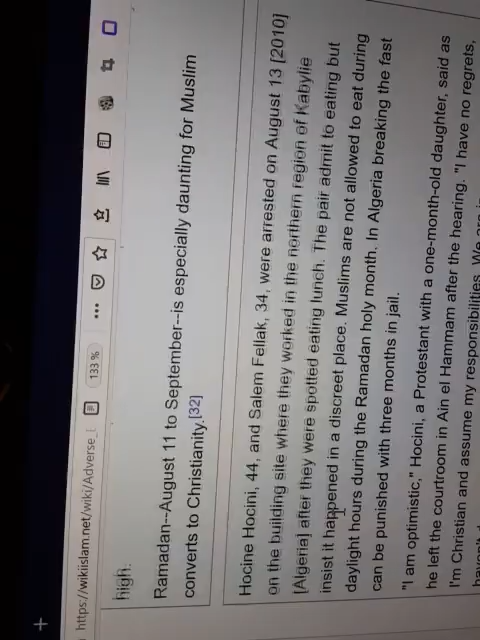 https://wikiislam.net/wiki/Adverse_
133 %
high.
Ramadan--August 11 to September--is especially daunting for Muslim
converts to Christianity.[32]
Hocine Hocini, 44, and Salem Fellak, 34, were arrested on August 13 [2010]
on the building site where they worked in the northern region of Kabylie
[Algeria] after they were spotted eating lunch. The pair admit to eating but
insist it happened in a discreet place. Muslims are not allowed to eat during
daylight hours during the Ramadan holy month. In Algeria breaking the fast
can be punished with three months in jail.
"I am optimistic," Hocini, a Protestant with a one-month-old daughter, said as
he left the courtroom in Ain el Hammam after the hearing. "I have no regrets,
I'm Christian and assume my responsibilities. We are in